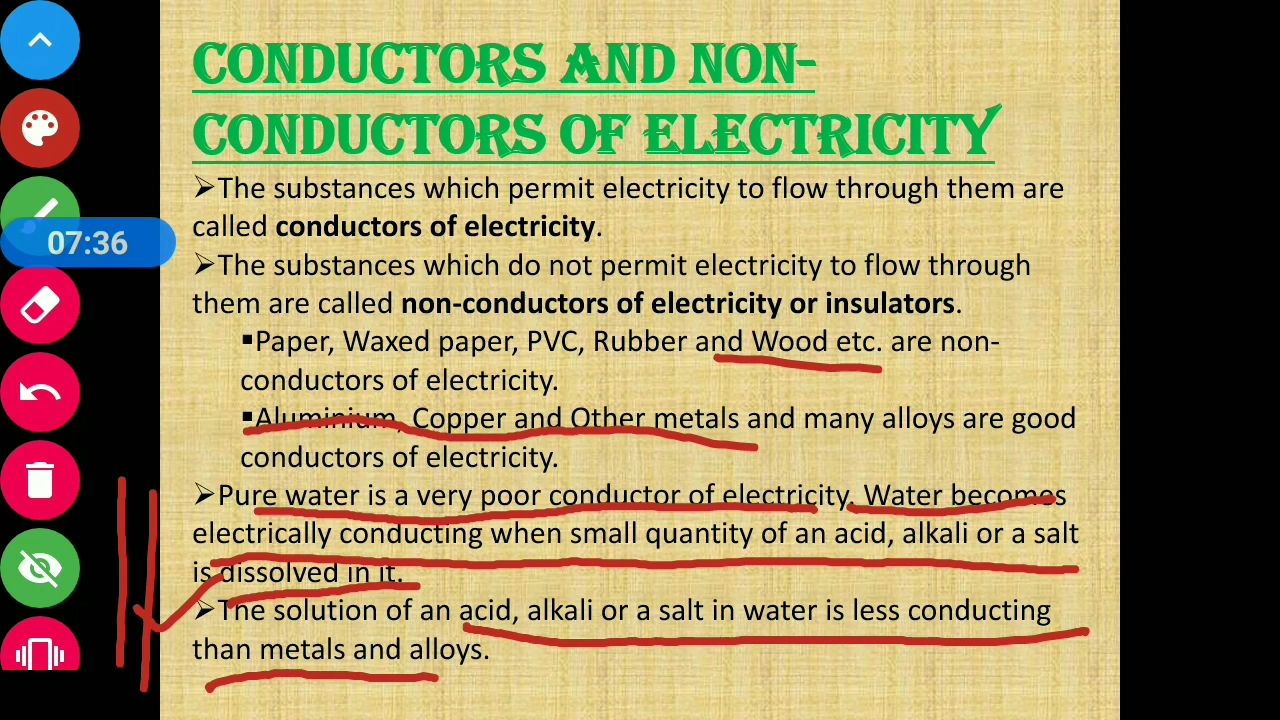 CONDUCTORS AND NON-
CONDUCTORS OF ELECTRICITY
➢The substances which permit electricity to flow through them are
called conductors of electricity.
➢The substances which do not permit electricity to flow through
07:36
them are called non-conductors of electricity or insulators.
▪Paper, Waxed paper, PVC, Rubber and Wood etc. are non-
conductors of electricity.
▪Aluminium, Copper and Other metals and many alloys are good
conductors of electricity.
➢Pure water is a very poor conductor of electricity. Water becomes
electrically conducting when small quantity of an acid, alkali or a salt
is dissolved in it.
➢The solution of an acid, alkali or a salt in water is less conducting
than metals and alloys.